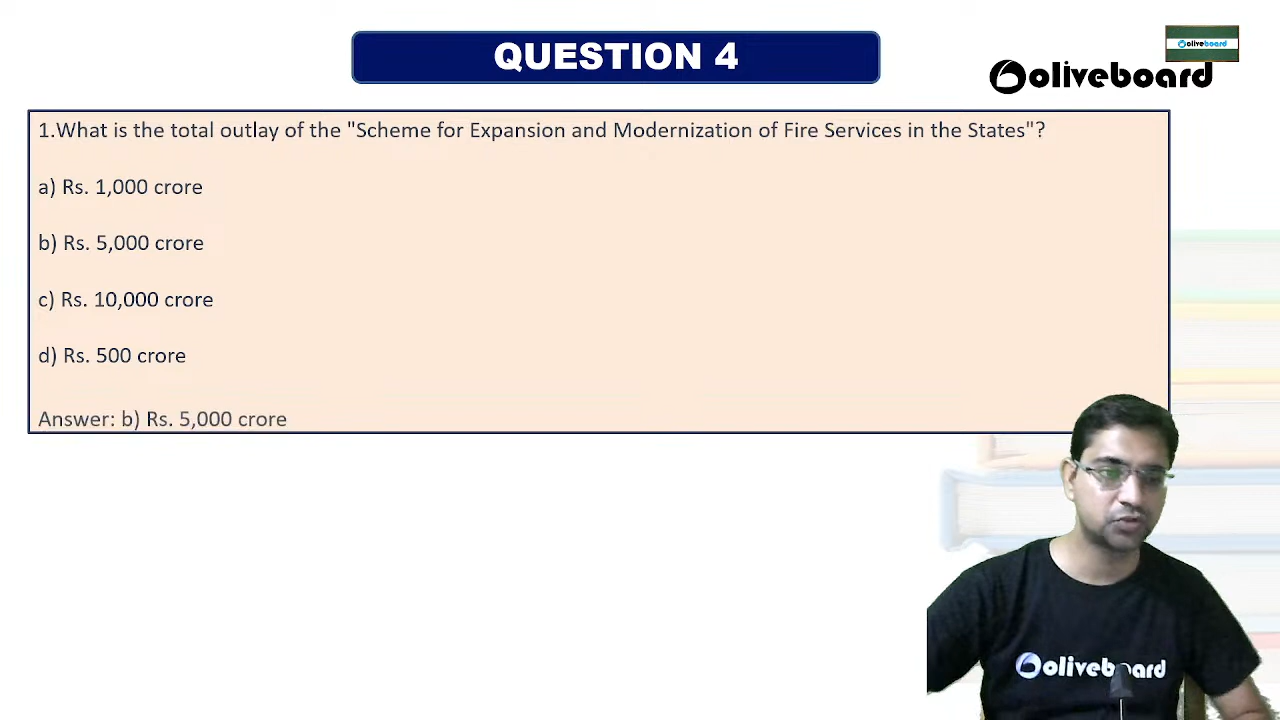 QUESTION 4
oliveboard
oliveboard
1.What is the total outlay of the "Scheme for Expansion and Modernization of Fire Services in the States"?
a) Rs. 1,000 crore
b) Rs. 5,000 crore
c) Rs. 10,000 crore
d) Rs. 500 crore
Answer: b) Rs. 5,000 crore
oliveboard